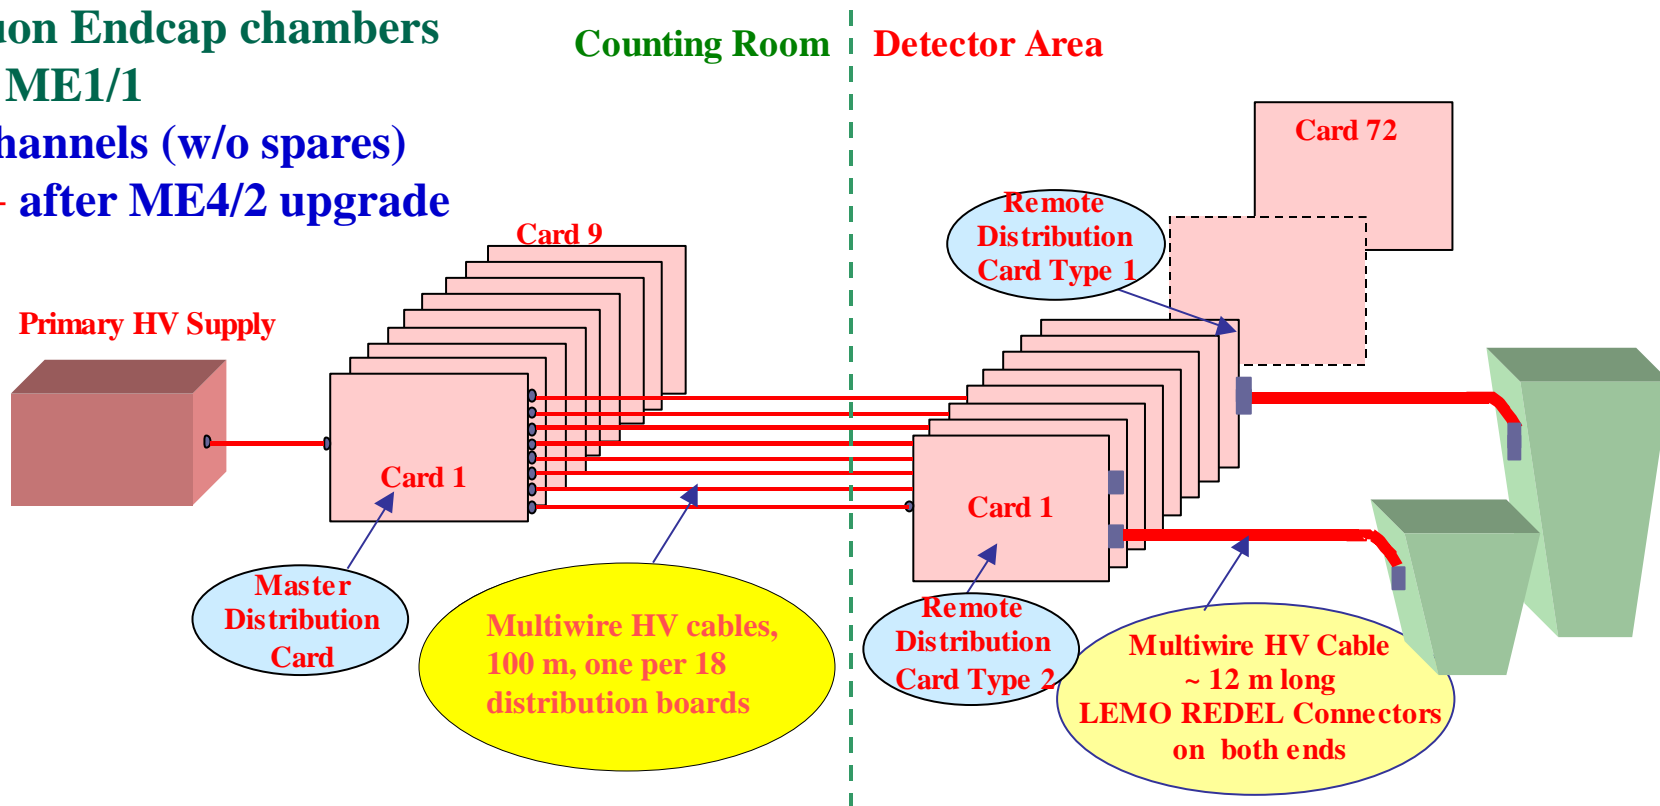 uon Endcap chambers
ME1/1
hannels (w/o spares)
- after ME4/2 upgrade
Counting Room
Detector Area
Card 72
Remote
Distribution
Card Type 1
Card 9
Primary HV Supply
Card 1
Card 1
Master
Distribution
Card
Multiwire HV cables,
100 m, one per 18
distribution boards
Remote
Distribution
Card Type 2
Multiwire HV Cable
~ 12 m long
LEMO REDEL Connectors
on both ends